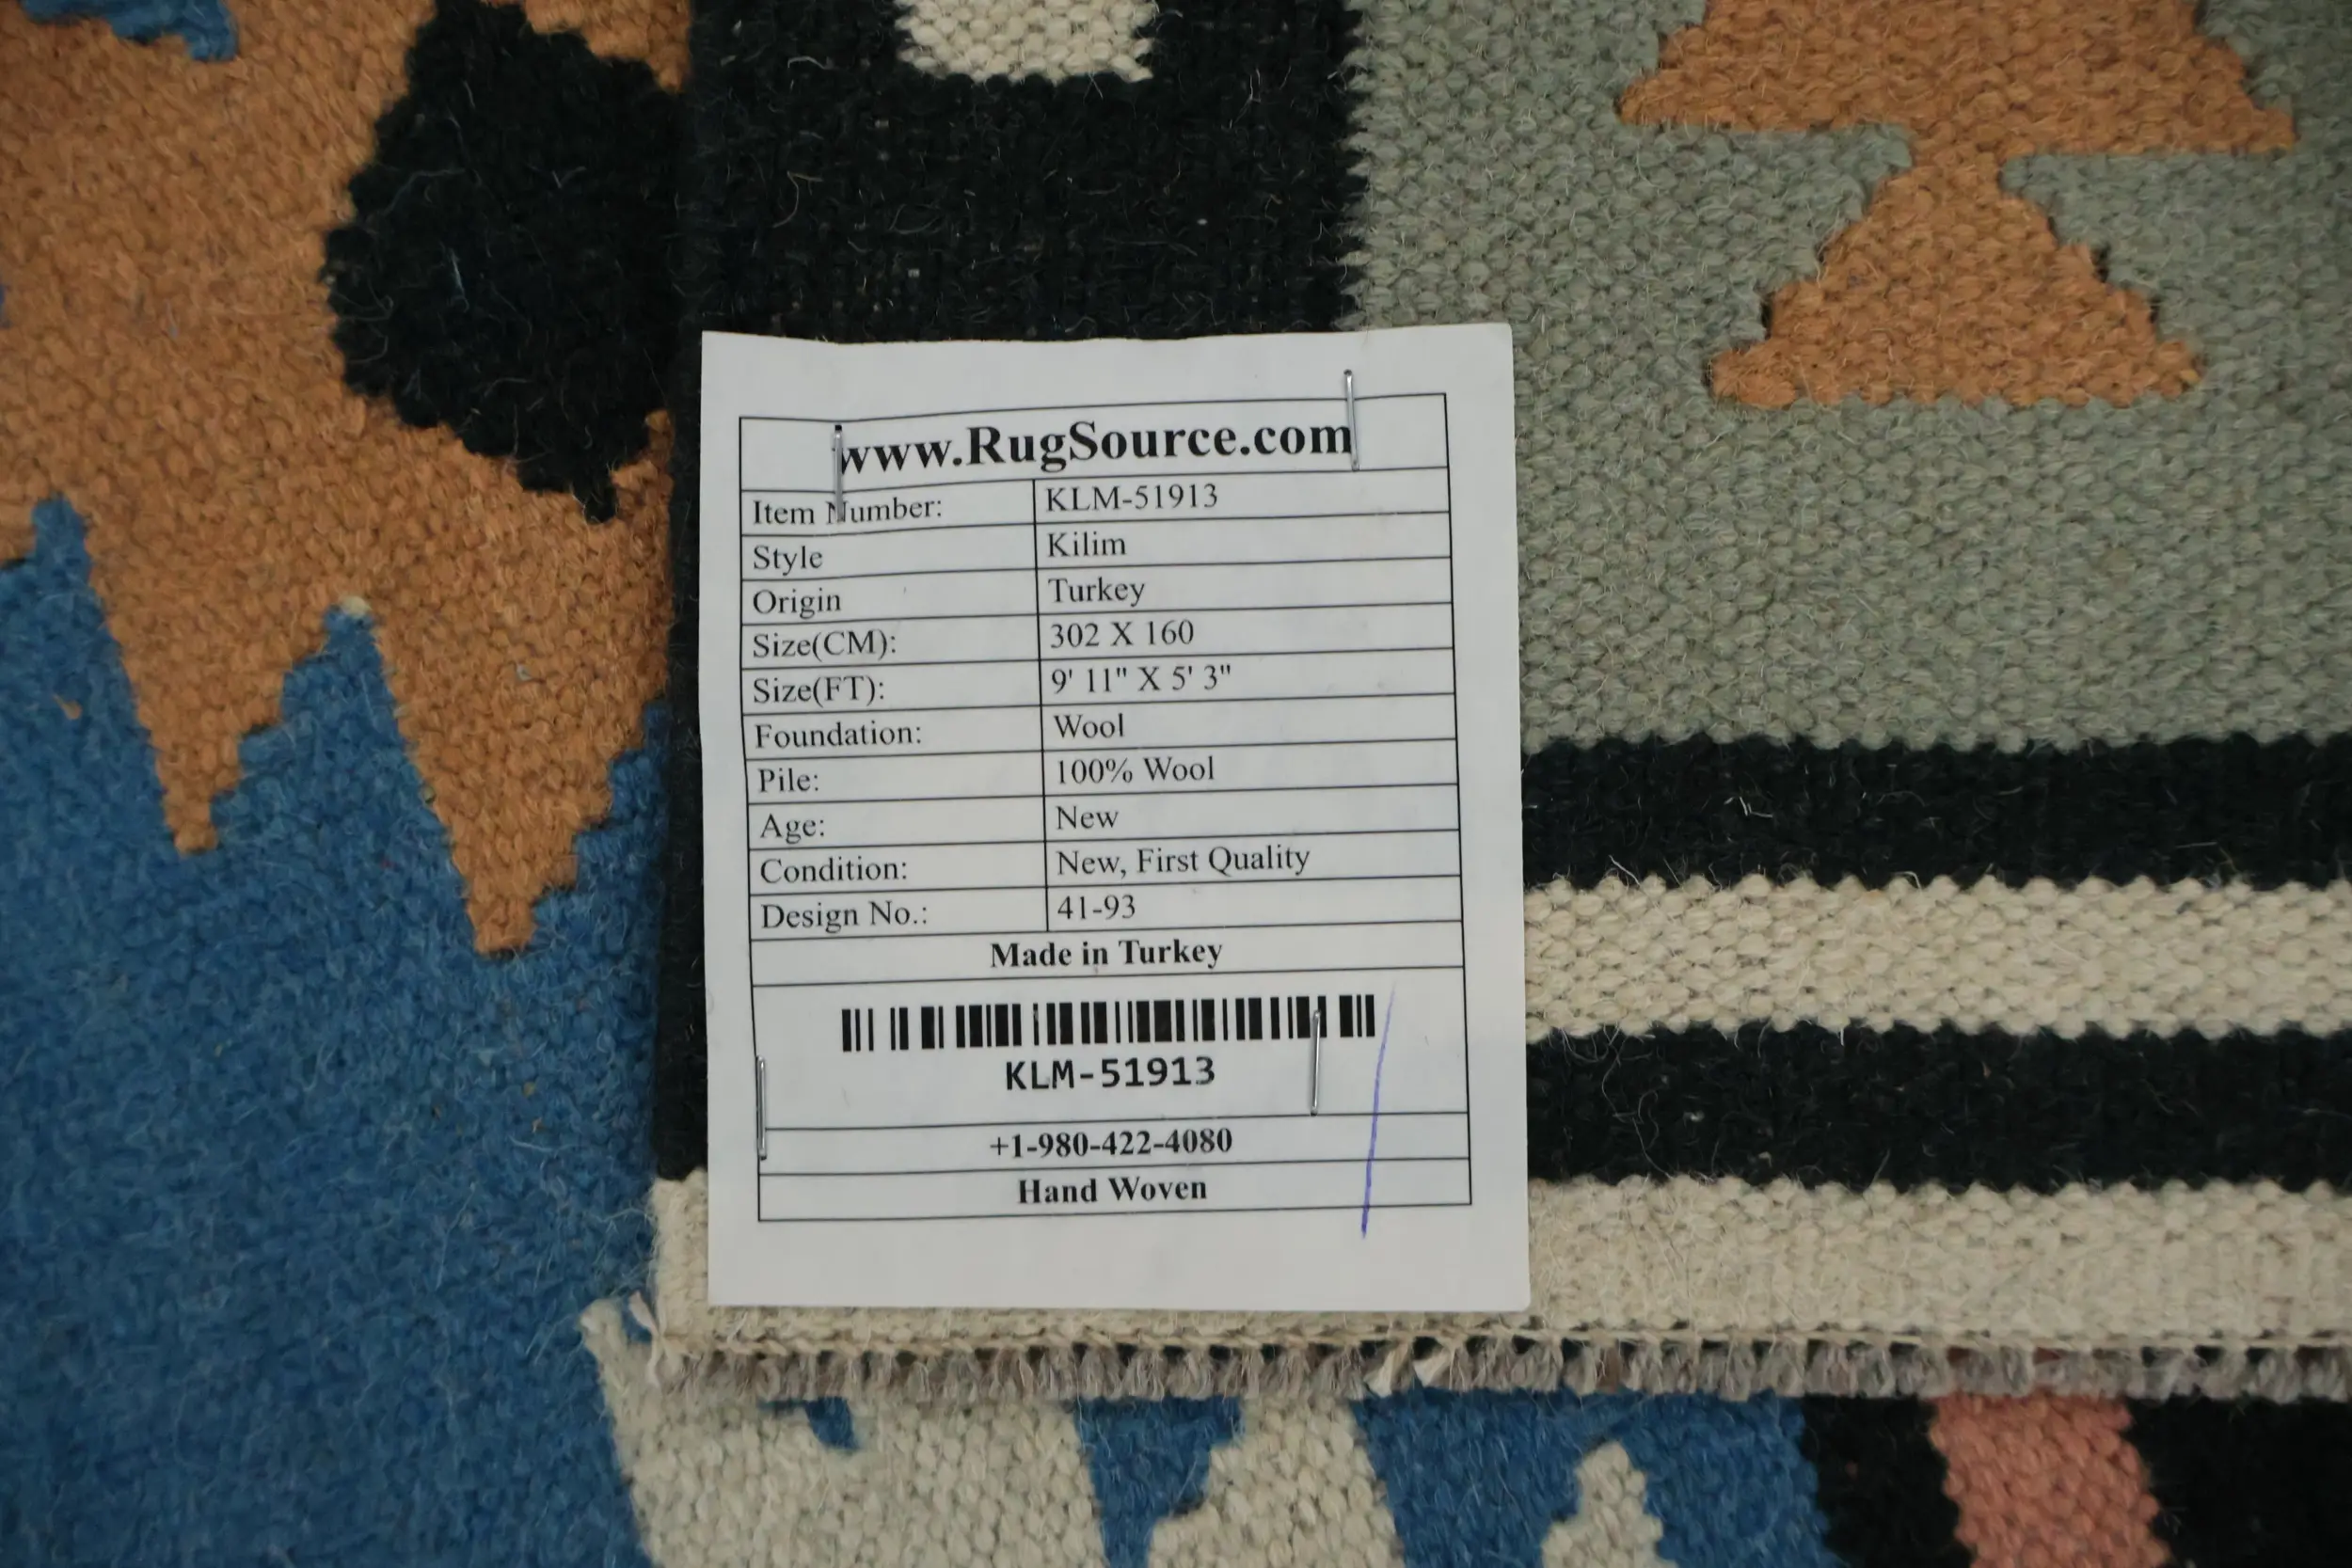 www.RugSource.com
Item Number: KLM-51913
Style Kilim
Origin Turkey
Size(CM): 302 X 160
Size(FT): 9' 11" X 5' 3"
Foundation: Wool
Pile: 100% Wool
Age: New
Condition: New, First Quality
Design No.: 41-93
Made in Turkey
KLM-51913
+1-980-422-4080
Hand Woven